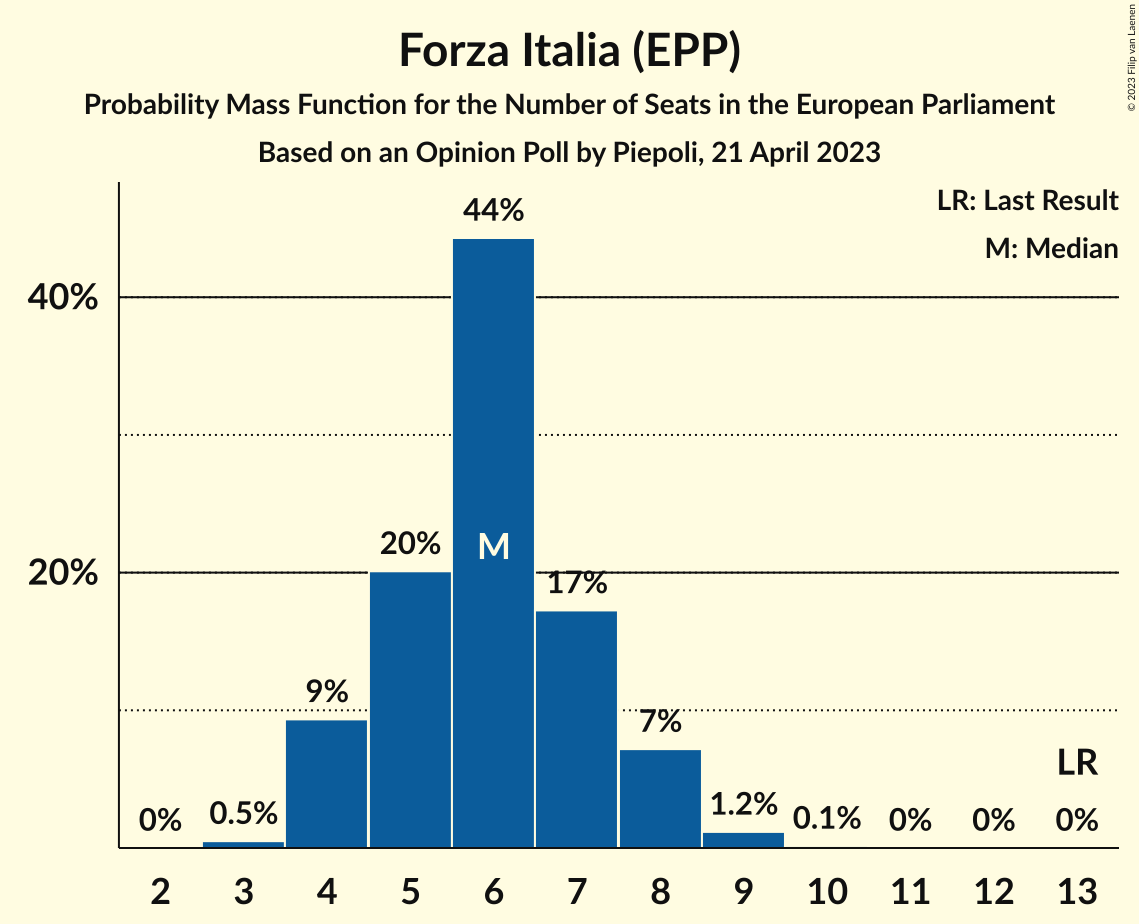 Forza Italia (EPP)
Probability Mass Function for the Number of Seats in the European Parliament
Based on an Opinion Poll by Piepoli, 21 April 2023
© 2023 Filip van Laenen
LR: Last Result
M: Median
44%
40%
20%
M
20%
17%
9%
7%
LR
0%
0.5%
1.2%
0.1%
0%
0%
0%
2 3 4 5 6 7 8 9 10 11 12 13